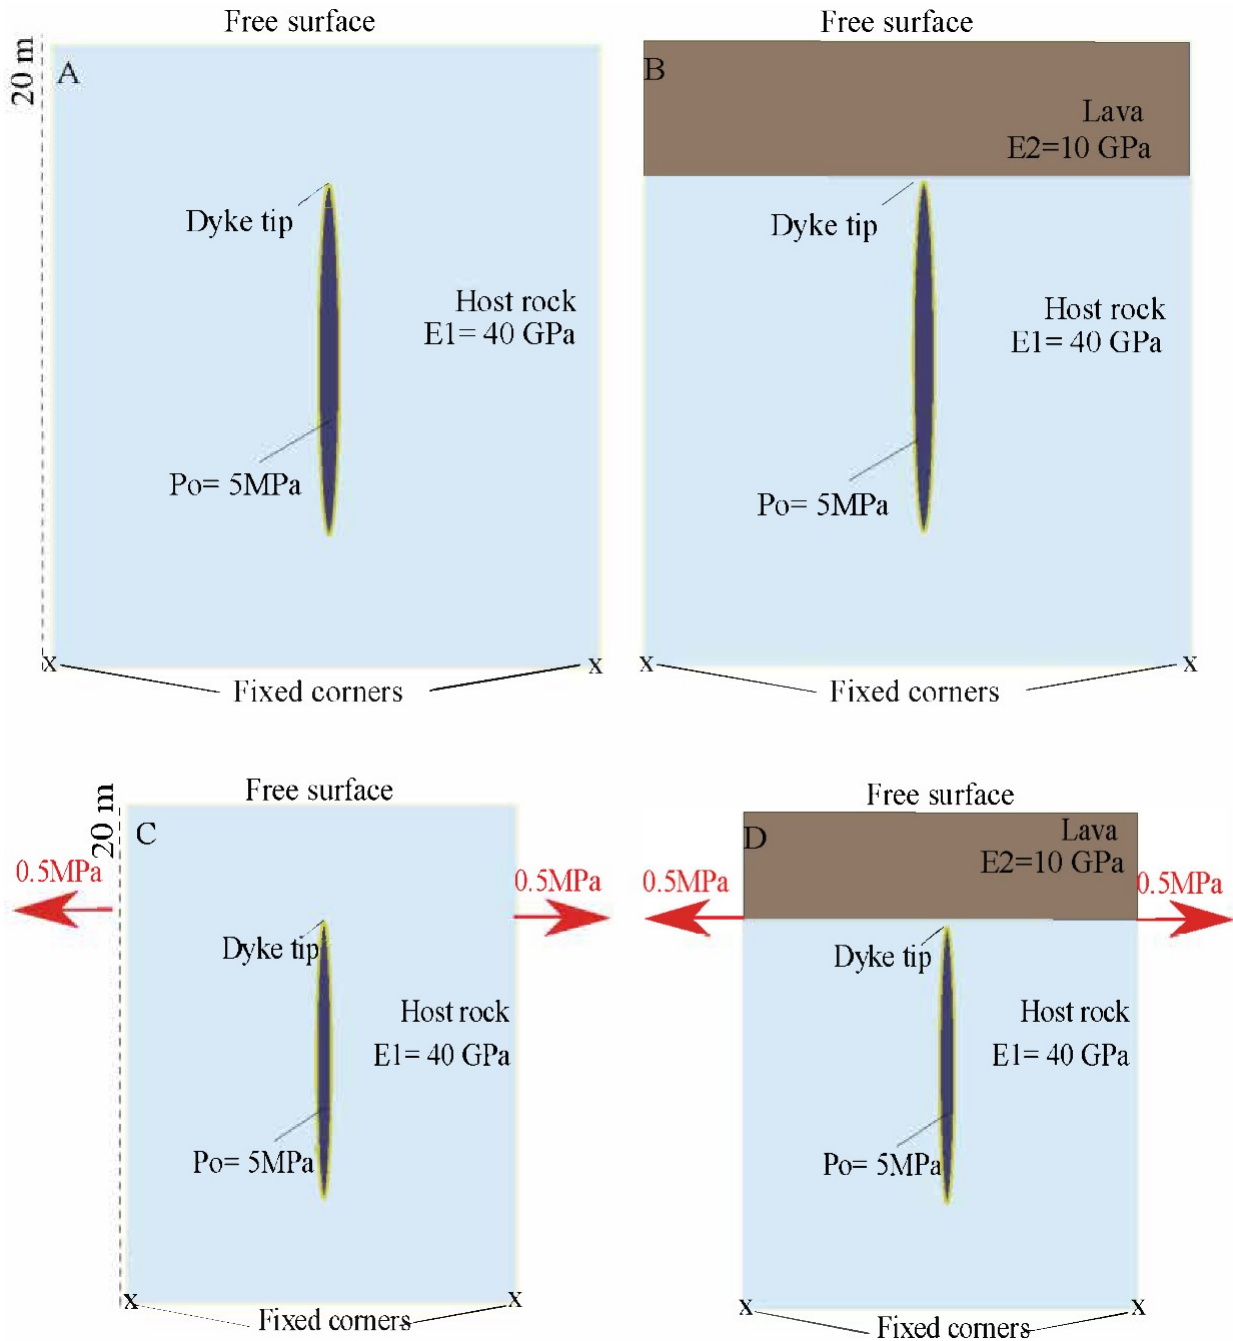 Free surface
Free surface
20 m
A
B
Lava
E2=10 GPa
Dyke tip
Dyke tip
Host rock
E1= 40 GPa
Host rock
E1= 40 GPa
Po= 5MPa
Po= 5MPa
x
x
x
x
Fixed corners
Fixed corners
Free surface
Free surface
20 m
C
D
Lava
E2=10 GPa
0.5MPa
0.5MPa
0.5MPa
0.5MPa
Dyke tip
Dyke tip
Host rock
E1= 40 GPa
Host rock
E1= 40 GPa
Po= 5MPa
Po= 5MPa
x
x
x
x
Fixed corners
Fixed corners